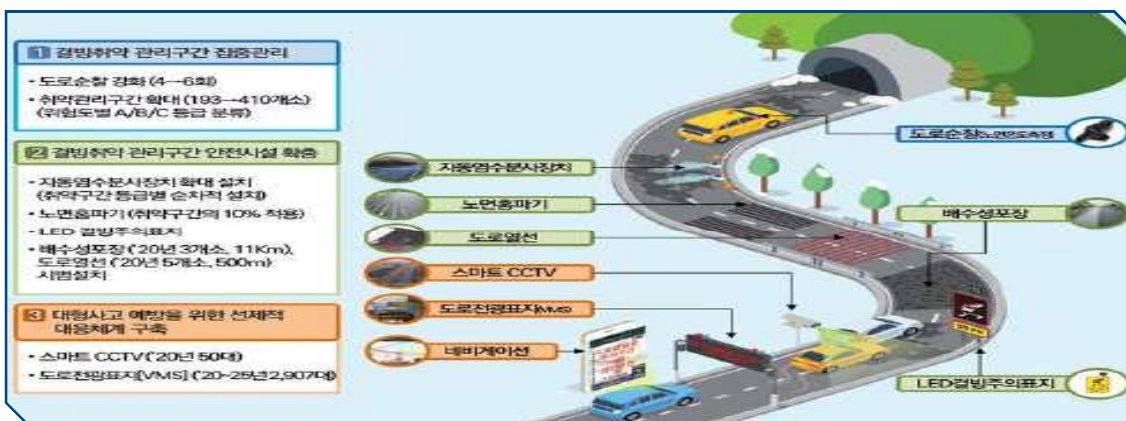 1 결빙취약 관리구간 집중관리
• 도로순찰 강화 (4→6회)
• 취약관리구간 확대 (193→410개소)
(위험도별 A/B/C 등급 분류)
2 결빙취약 관리구간 안전시설 확충
• 자동염수분사장치 확대 설치
(취약구간 등급별 순차적 설치)
• 노면홈파기 (취약구간의 10% 적용)
• LED 결빙주의표지
• 배수성포장 ('20년 3개소, 11Km),
도로열선 ('20년 5개소, 500m)
시범설치
3 대형사고 예방을 위한 선제적
대응체계 구축
• 스마트 CCTV ('20년 50대)
• 도로전광표지[VMS] ('20~25년 2,907대)
도로순찰(노면온도측정)
자동염수분사장치
노면홈파기
배수성포장
도로열선
스마트 CCTV
도로전광표지(VMS)
네비게이션
LED결빙주의표지